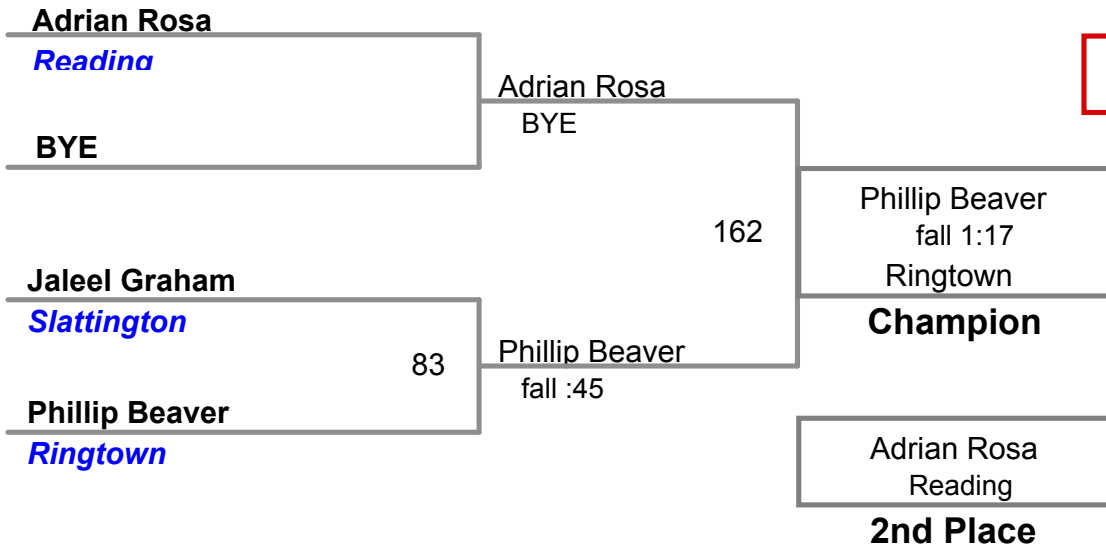 Adrian Rosa
Reading
Adrian Rosa
BYE
BYE
162
Phillip Beaver
fall 1:17
Ringtown
Champion
Jaleel Graham
Slattington
83
Phillip Beaver
fall :45
Phillip Beaver
Ringtown
Adrian Rosa
Reading
2nd Place